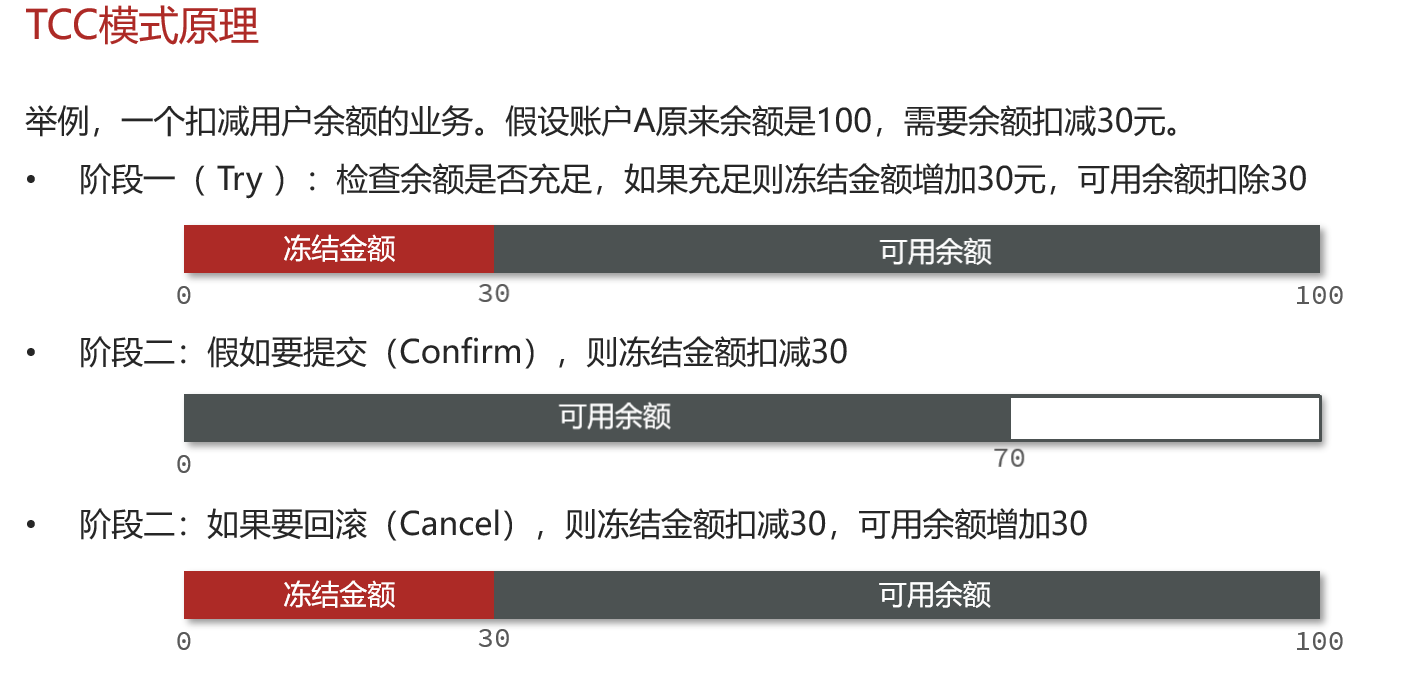 TCC模式原理
举例，一个扣减用户余额的业务。假设账户A原来余额是100，需要余额扣减30元。
• 阶段一（ Try ）：检查余额是否充足，如果充足则冻结金额增加30元，可用余额扣除30
冻结金额 可用余额
0 30 100
• 阶段二：假如要提交（Confirm），则冻结金额扣减30
可用余额
0 70
• 阶段二：如果要回滚（Cancel），则冻结金额扣减30，可用余额增加30
冻结金额 可用余额
0 30 100